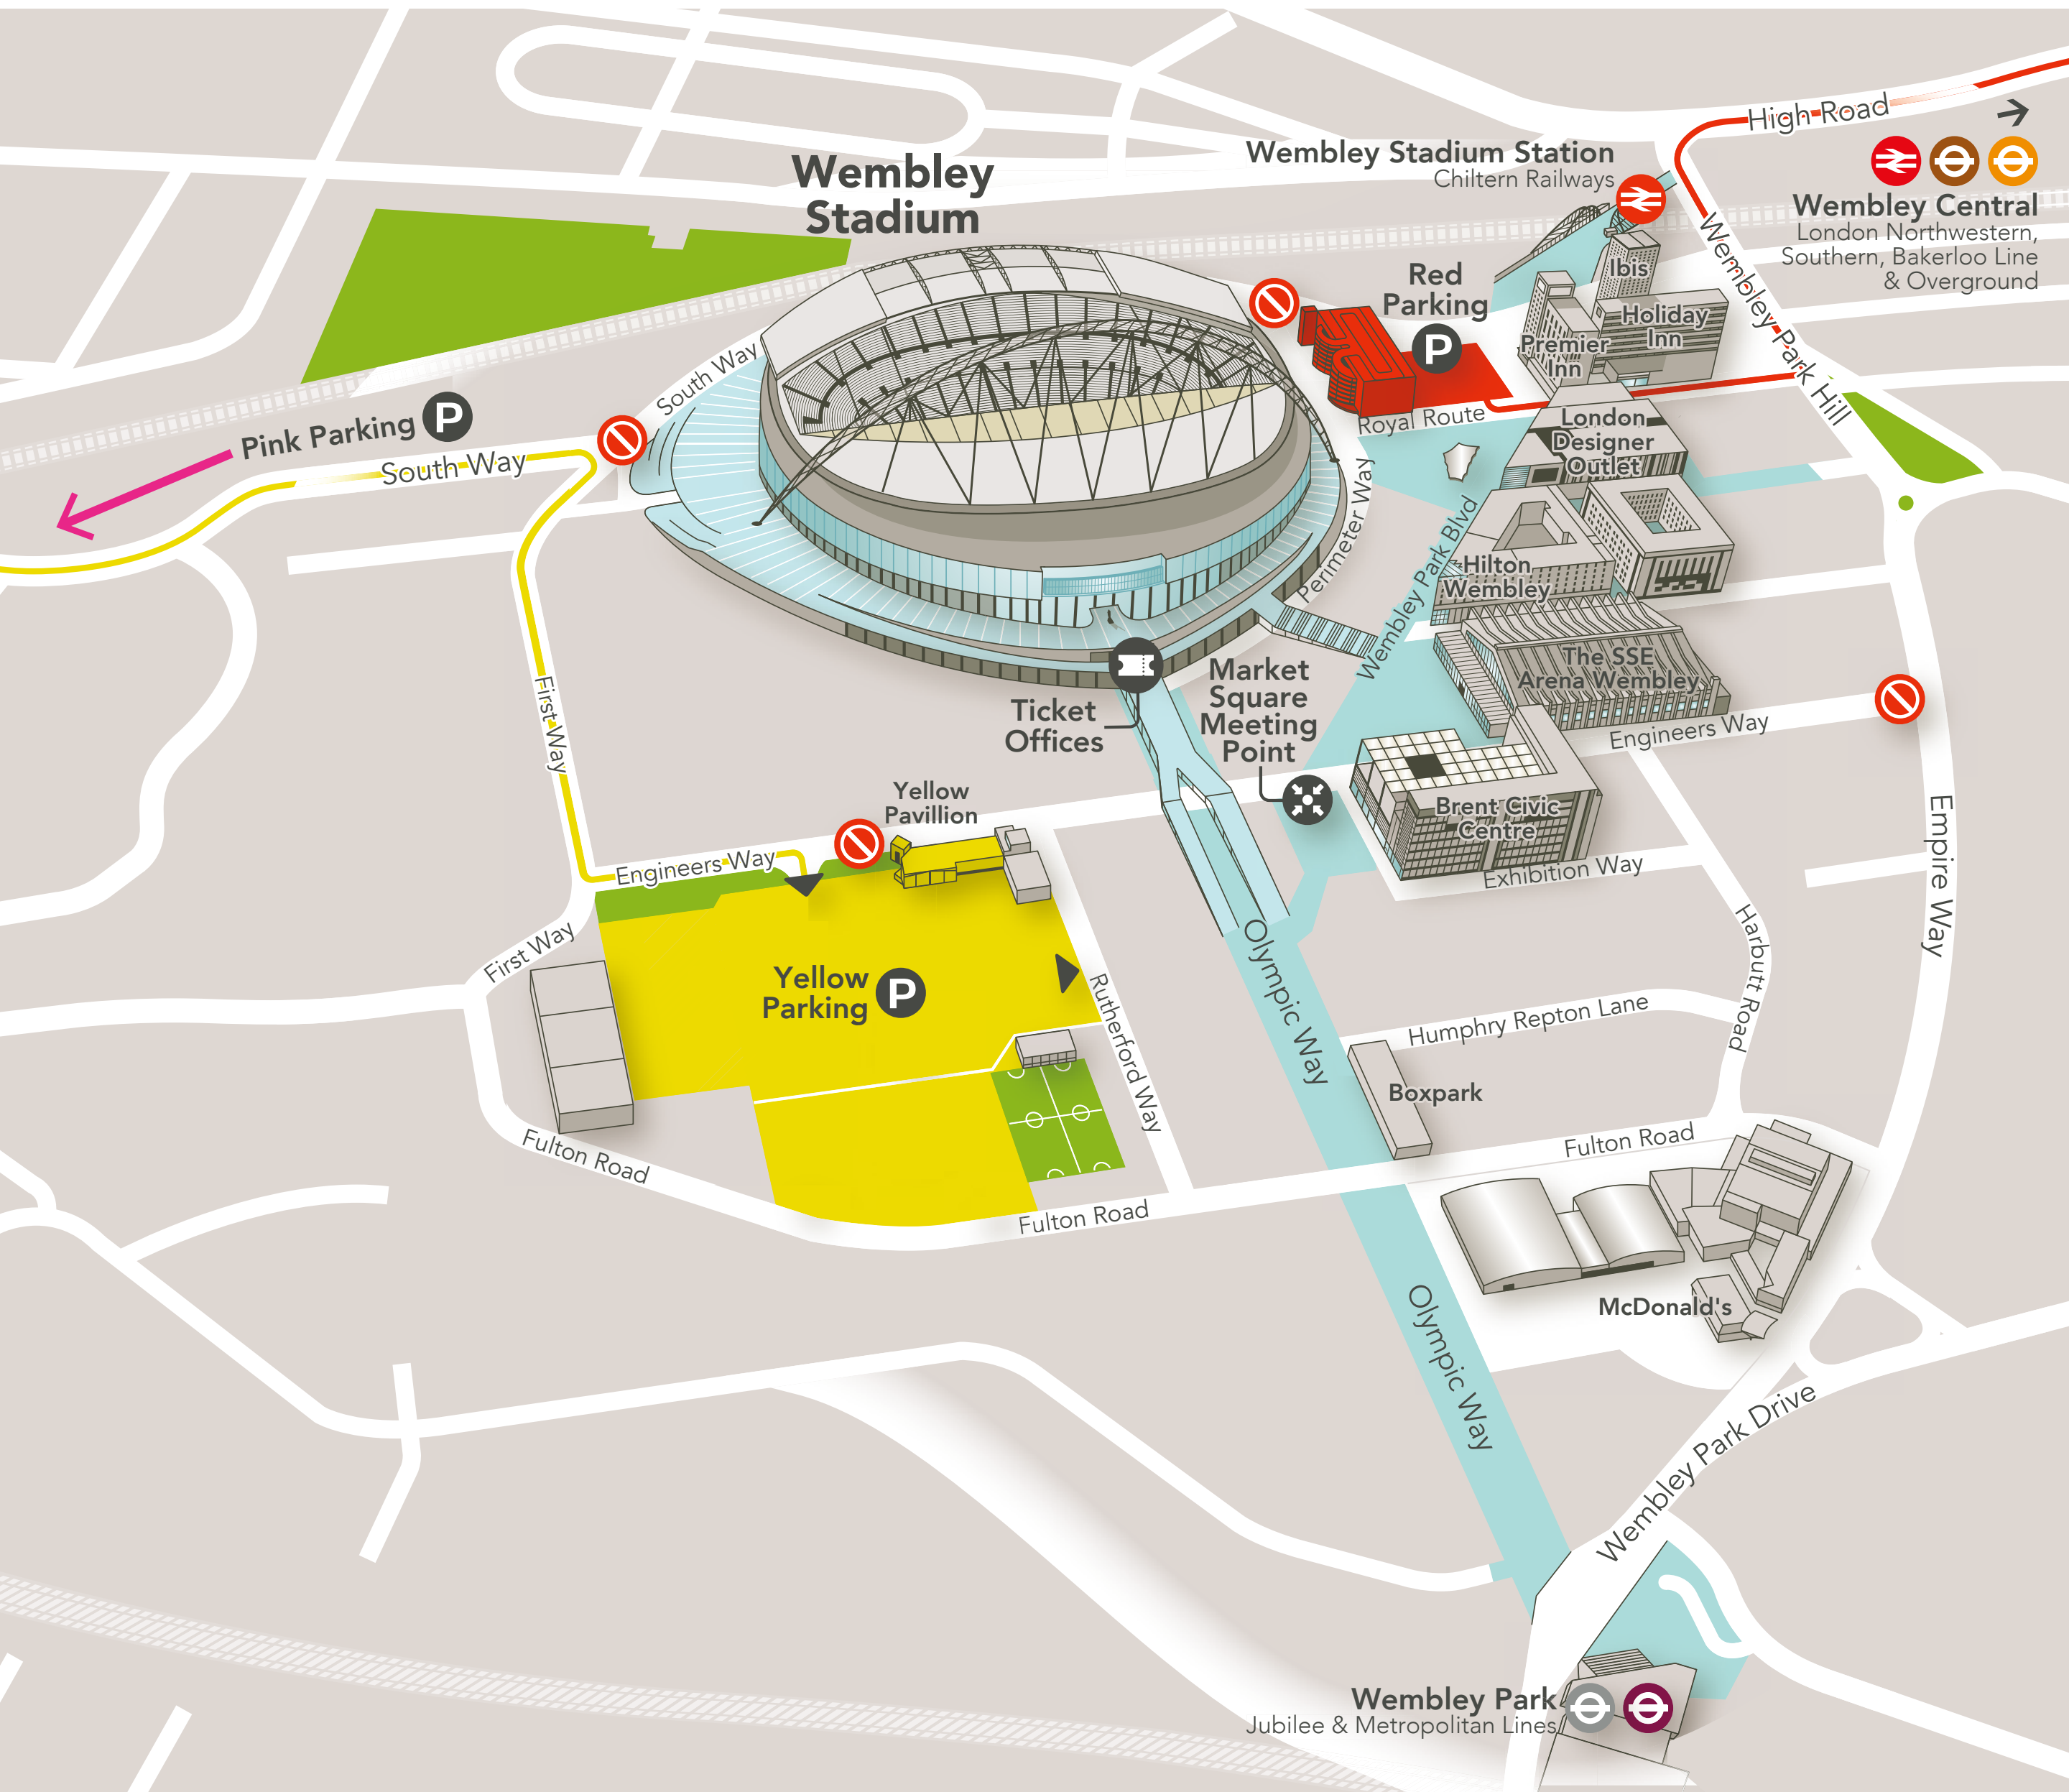 High Road
Wembley Stadium Station
Chiltern Railways
Wembley Central
London Northwestern,
Southern, Bakerloo Line
& Overground
Wembley
Stadium
Wembley Park Hill
Ibis
Red
Parking
P
Holiday
Inn
Premier
Inn
South Way
Pink Parking
P
South Way
Royal Route
London
Designer
Outlet
Perimeter Way
Wembley Park Blvd
Hilton
Wembley
The SSE
Arena Wembley
Market
Square
Meeting
Point
Ticket
Offices
First Way
Engineers Way
Yellow
Pavillion
Brent Civic
Centre
Empire Way
Engineers Way
Exhibition Way
First Way
Yellow
Parking
P
Olympic Way
Harbutt Road
Rutherford Way
Humphry Repton Lane
Boxpark
Fulton Road
Fulton Road
Fulton Road
McDonald's
Olympic Way
Wembley Park Drive
Wembley Park
Jubilee & Metropolitan Lines